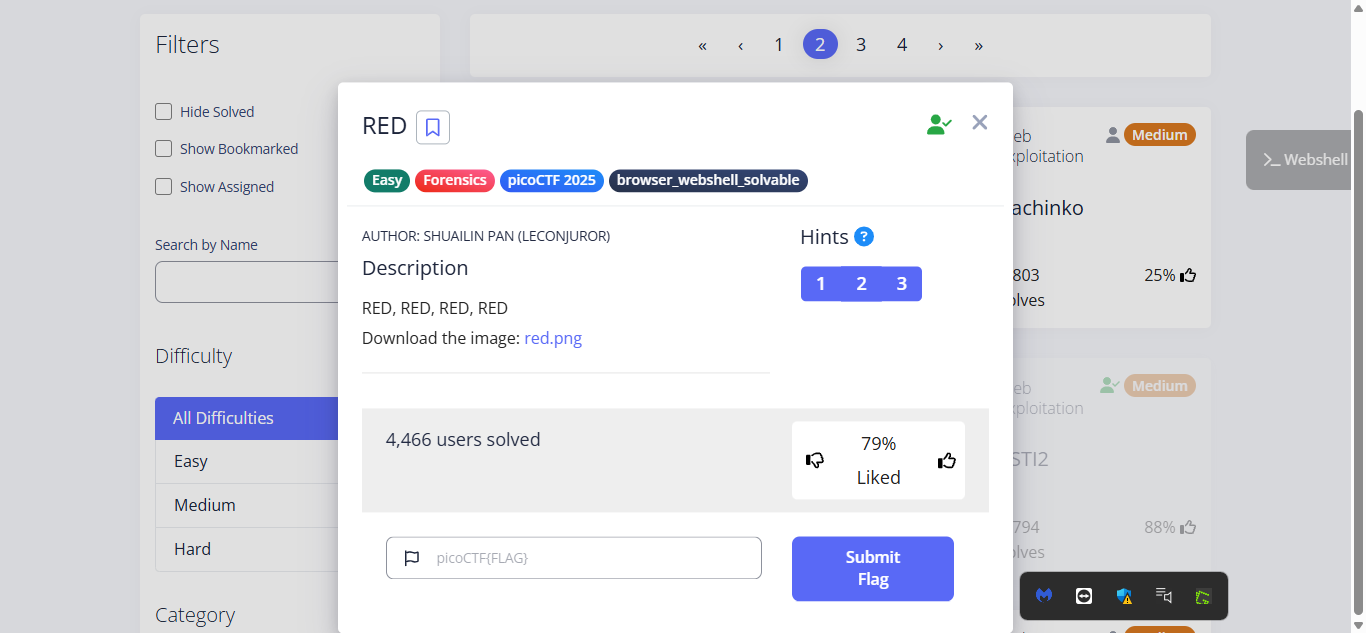 Filters
Hide Solved
Show Bookmarked
Show Assigned
Search by Name
Difficulty
All Difficulties
Easy
Medium
Hard
Category
« ‹ 1 2 3 4 › »
RED
Easy Forensics picoCTF 2025 browser_webshell_solvable
AUTHOR: SHUAILIN PAN (LECONJUROR)
Description
RED, RED, RED, RED
Download the image: red.png
Hints ?
1 2 3
4,466 users solved
79%
Liked
picoCTF{FLAG}
Submit
Flag
eb
xploitation
Medium
achinko
803
25%
olves
eb
xploitation
Medium
STI2
794
88%
olves
>_ Webshell